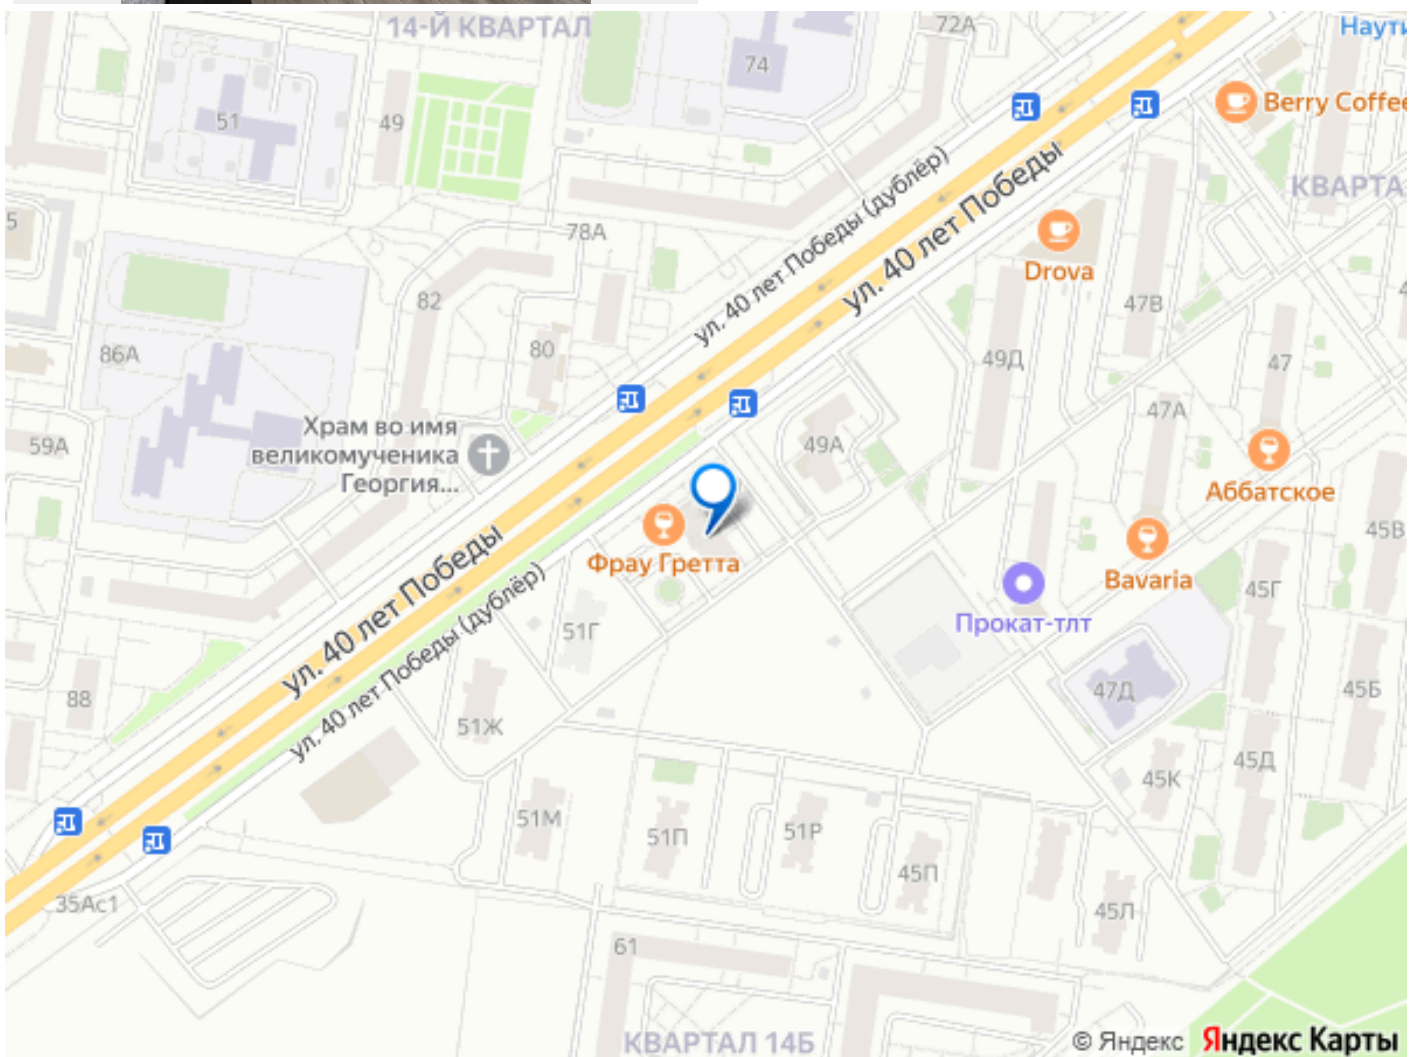 14-Й КВАРТАЛ
72А
Наути
74
51
49
Berry Coffee
ул. 40 лет Победы (дублёр)
ул. 40 лет Победы
КВАРТА
5
78А
Drova
82
47В
86А
80
49Д
47
Храм во имя
великомученика
Георгия...
59А
49А
47А
Аббатское
45В
Фрау Гретта
Bavaria
ул. 40 лет Победы
ул. 40 лет Победы (дублёр)
51Г
Прокат-тлт
45Г
88
51Ж
47Д
45Б
45Д
45К
51М
51П
51Р
45П
35Ас1
45Л
61
КВАРТАЛ 14Б
© Яндекс Яндекс Карты